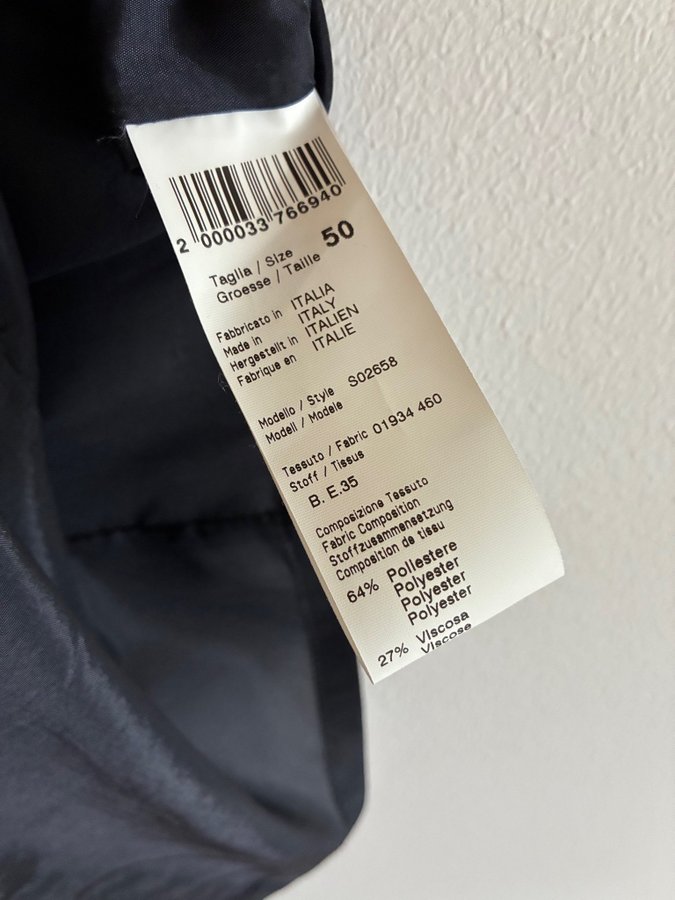 2 000033 766940
Taglia / Size 50
Groesse / Taille
Fabbricato in ITALIA
Made in ITALY
Hergestellt in ITALIEN
Fabrique en ITALIE
Modello / Style S02658
Modell / Modele
Tessuto / Fabric 01934 460
Stoff / Tissus
B. E.35
Composizione Tessuto
Fabric Composition
Stoffzusammensetzung
Composition de tissu
64% Poliestere
Polyester
Polyester
Polyester
27% Viscosa
Viscose